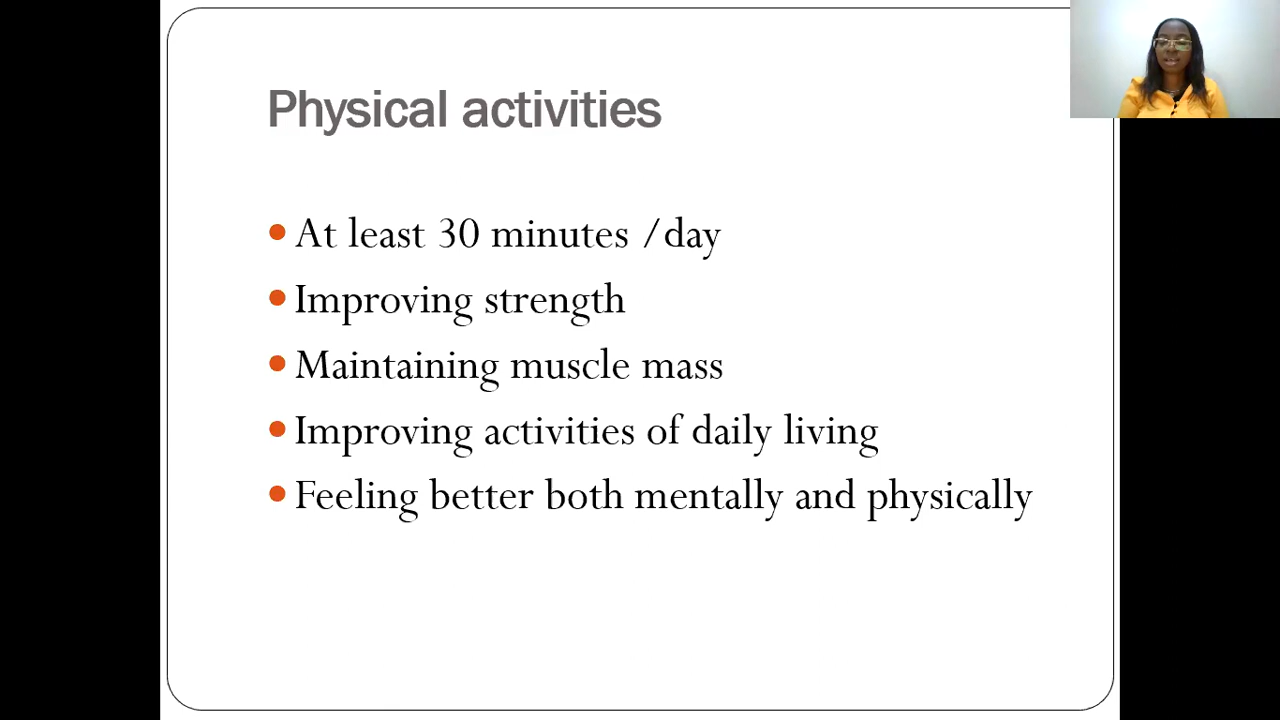 Physical activities
At least 30 minutes /day
Improving strength
Maintaining muscle mass
Improving activities of daily living
Feeling better both mentally and physically